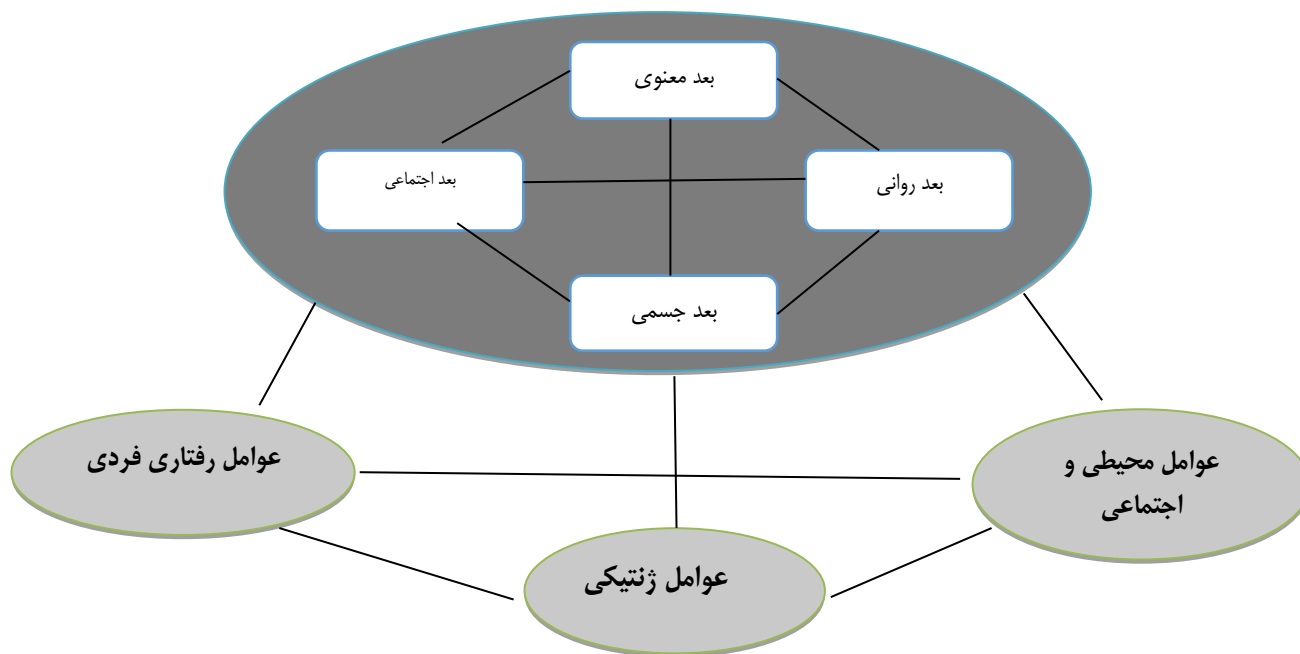 بعد معنوی
بعد روانی
بعد اجتماعی
بعد جسمی
عوامل محیطی و
اجتماعی
عوامل رفتاری فردی
عوامل ژنتیکی